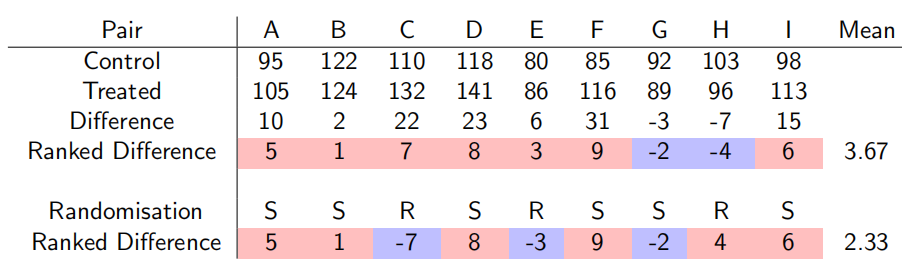 Pair A B C D E F G H I Mean
Control 95 122 110 118 80 85 92 103 98
Treated 105 124 132 141 86 116 89 96 113
Difference 10 2 22 23 6 31 -3 -7 15
Ranked Difference 5 1 7 8 3 9 -2 -4 6 3.67
Randomisation S S R S R S S R S
Ranked Difference 5 1 -7 8 -3 9 -2 4 6 2.33